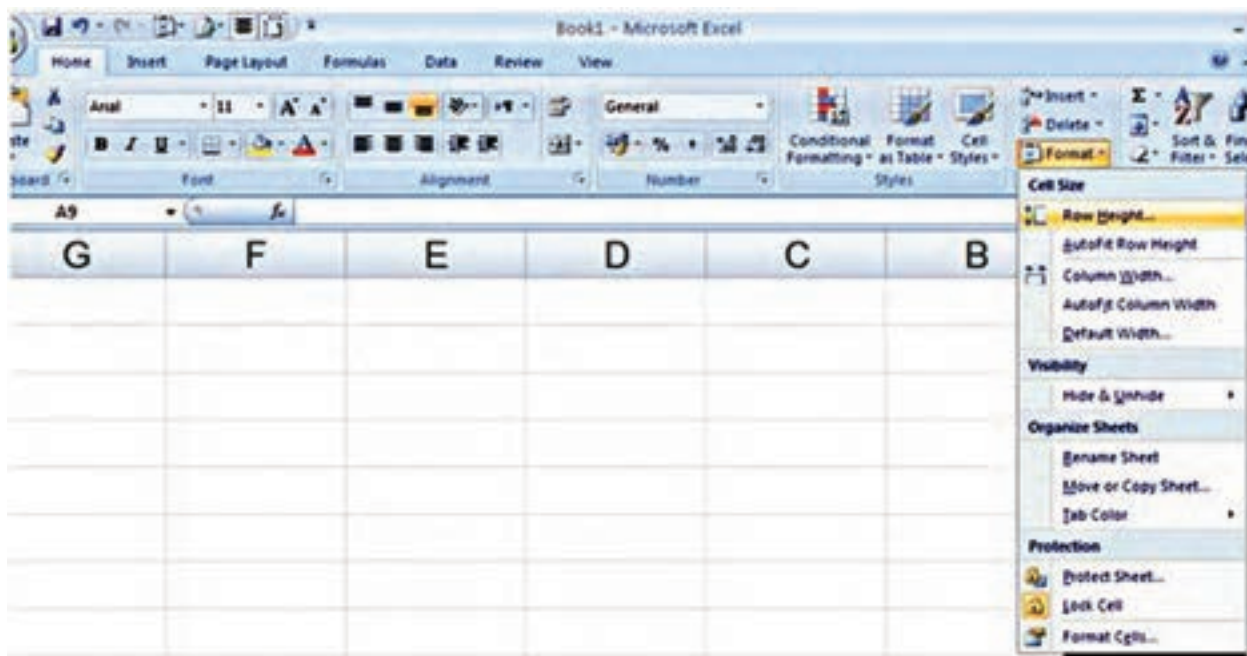 Book1 - Microsoft Excel
Home Insert Page Layout Formulas Data Review View
Arial 11 A A General Insert
B I U A % Conditional Formatting Format as Table Cell Styles Delete
Format Sort & Filter
Font Alignment Number Styles
Cell Size
A9 fx
Row Height...
G F E D C B
AutoFit Row Height
Column Width...
AutoFit Column Width
Default Width...
Visibility
Hide & Unhide
Organize Sheets
Rename Sheet
Move or Copy Sheet...
Tab Color
Protection
Protect Sheet...
Lock Cell
Format Cells...